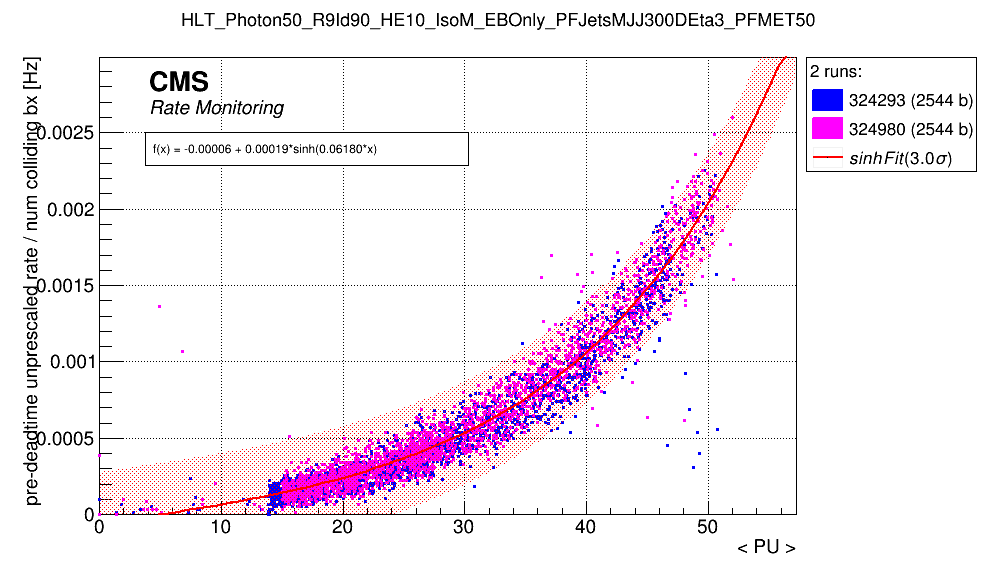 HLT_Photon50_R9Id90_HE10_IsoM_EBOnly_PFJetsMJJ300DEta3_PFMET50
CMS
Rate Monitoring
f(x) = -0.00006 + 0.00019*sinh(0.06180*x)
2 runs:
324293 (2544 b)
324980 (2544 b)
sinhFit(3.0σ)
pre-deadtime unprescaled rate / num colliding bx [Hz]
0.0025
0.002
0.0015
0.001
0.0005
0
0 10 20 30 40 50
< PU >